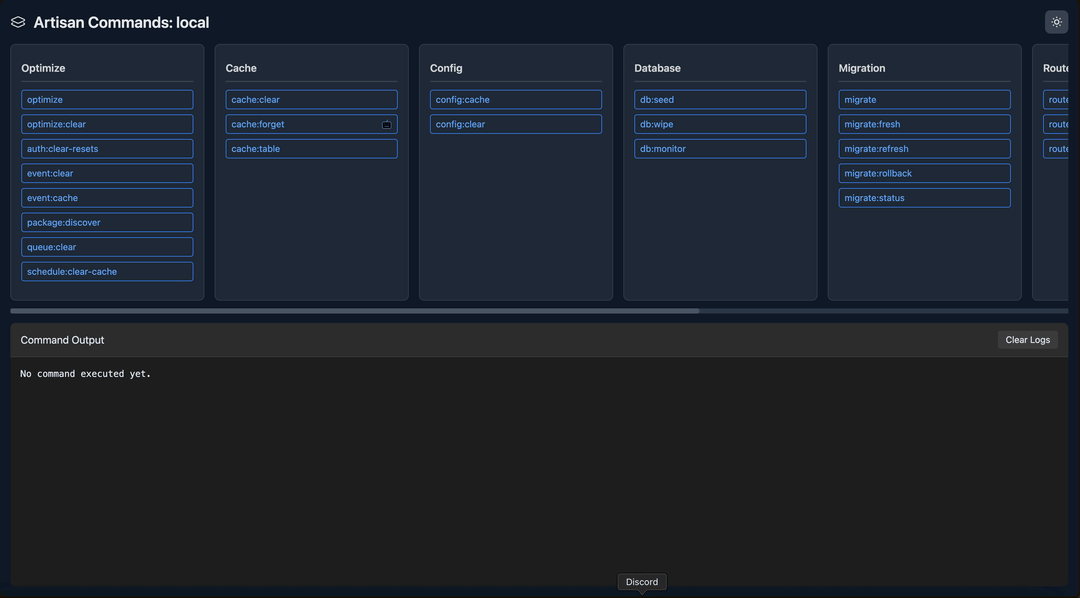 Artisan Commands: local
Optimize
optimize
optimize:clear
auth:clear-resets
event:clear
event:cache
package:discover
queue:clear
schedule:clear-cache
Cache
cache:clear
cache:forget
cache:table
Config
config:cache
config:clear
Database
db:seed
db:wipe
db:monitor
Migration
migrate
migrate:fresh
migrate:refresh
migrate:rollback
migrate:status
Route
route
route
route
Command Output
Clear Logs
No command executed yet.
Discord